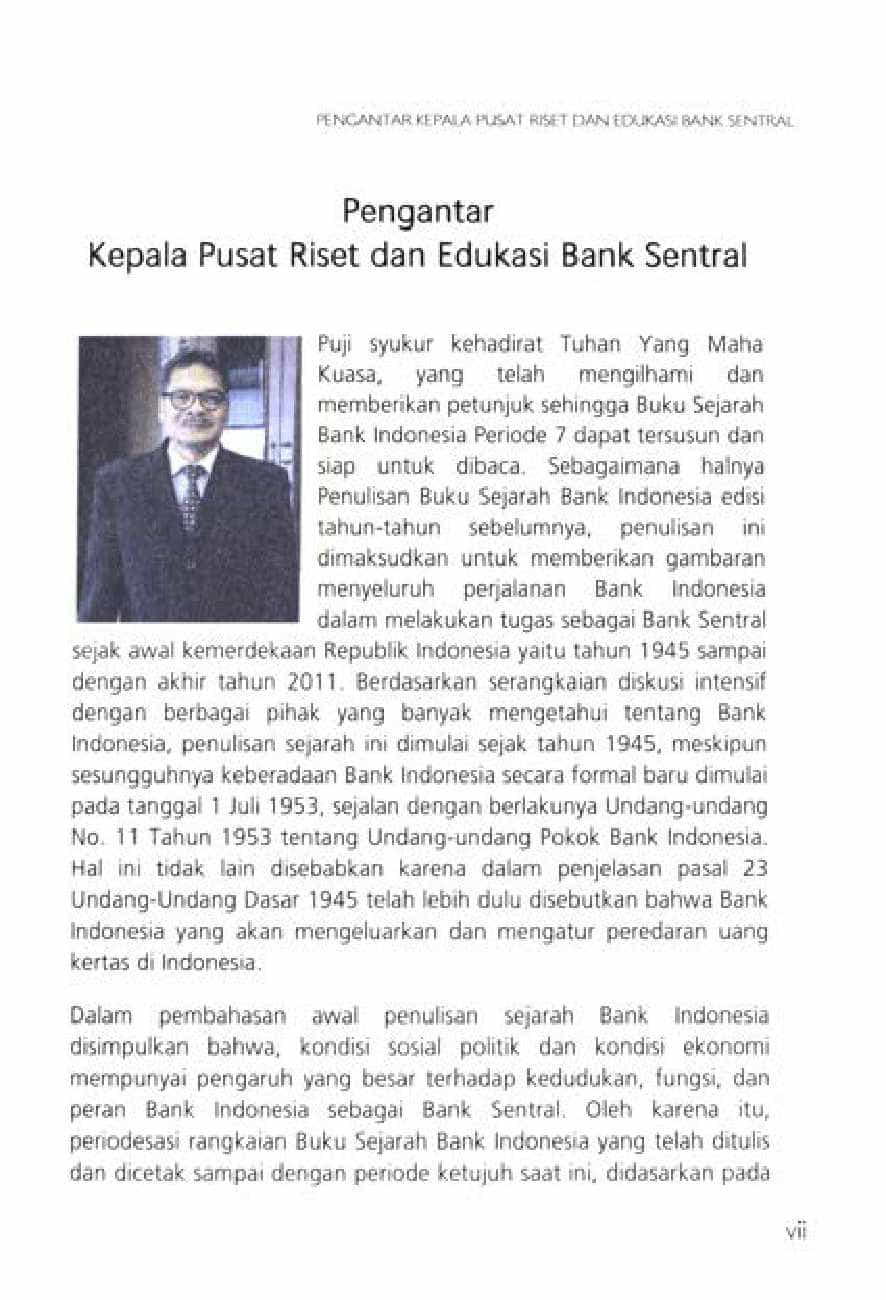 PENGANTAR KEPALA PUSAT RISET DAN EDUKASI BANK SENTRAL
Pengantar
Kepala Pusat Riset dan Edukasi Bank Sentral
Puji syukur kehadirat Tuhan Yang Maha
Kuasa, yang telah mengilhami dan
memberikan petunjuk sehingga Buku Sejarah
Bank Indonesia Periode 7 dapat tersusun dan
siap untuk dibaca. Sebagaimana halnya
Penulisan Buku Sejarah Bank Indonesia edisi
tahun-tahun sebelumnya, penulisan ini
dimaksudkan untuk memberikan gambaran
menyeluruh perjalanan Bank Indonesia
dalam melakukan tugas sebagai Bank Sentral
sejak awal kemerdekaan Republik Indonesia yaitu tahun 1945 sampai
dengan akhir tahun 2011. Berdasarkan serangkaian diskusi intensif
dengan berbagai pihak yang banyak mengetahui tentang Bank
Indonesia, penulisan sejarah ini dimulai sejak tahun 1945, meskipun
sesungguhnya keberadaan Bank Indonesia secara formal baru dimulai
pada tanggal 1 Juli 1953, sejalan dengan berlakunya Undang-undang
No. 11 Tahun 1953 tentang Undang-undang Pokok Bank Indonesia.
Hal ini tidak lain disebabkan karena dalam penjelasan pasal 23
Undang-Undang Dasar 1945 telah lebih dulu disebutkan bahwa Bank
Indonesia yang akan mengeluarkan dan mengatur peredaran uang
kertas di Indonesia.
Dalam pembahasan awal penulisan sejarah Bank Indonesia
disimpulkan bahwa, kondisi sosial politik dan kondisi ekonomi
mempunyai pengaruh yang besar terhadap kedudukan, fungsi, dan
peran Bank Indonesia sebagai Bank Sentral. Oleh karena itu,
periodesasi rangkaian Buku Sejarah Bank Indonesia yang telah ditulis
dan dicetak sampai dengan periode ketujuh saat ini, didasarkan pada
vii